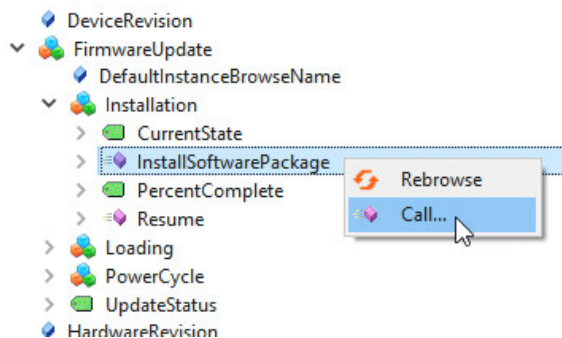 DeviceRevision
FirmwareUpdate
DefaultInstanceBrowseName
Installation
CurrentState
InstallSoftwarePackage
Rebrowse
PercentComplete
Call...
Resume
Loading
PowerCycle
UpdateStatus
HardwareRevision